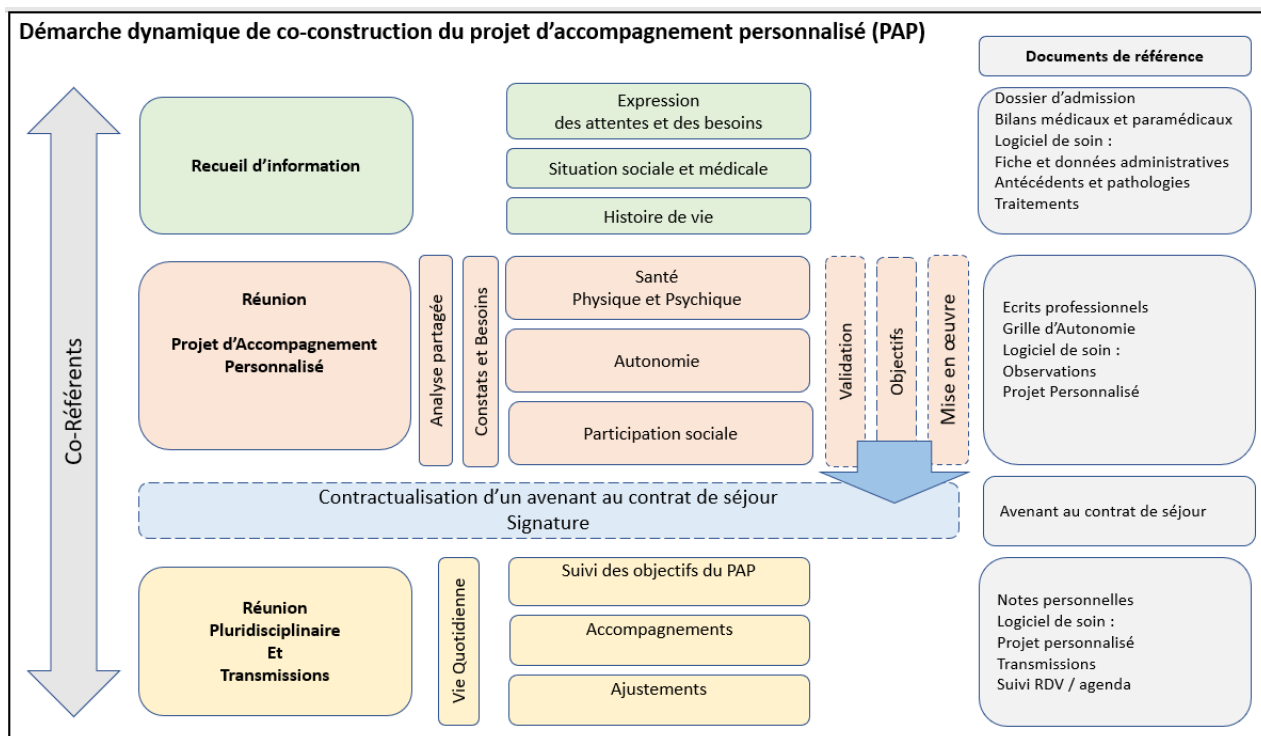 Démarche dynamique de co-construction du projet d’accompagnement personnalisé (PAP)
Documents de référence
Co-Référents
Recueil d’information
Expression
des attentes et des besoins
Situation sociale et médicale
Histoire de vie
Dossier d’admission
Bilans médicaux et paramédicaux
Logiciel de soin :
Fiche et données administratives
Antécédents et pathologies
Traitements
Réunion
Projet d’Accompagnement
Personnalisé
Analyse partagée
Constats et Besoins
Santé
Physique et Psychique
Autonomie
Participation sociale
Validation
Objectifs
Mise en œuvre
Ecrits professionnels
Grille d’Autonomie
Logiciel de soin :
Observations
Projet Personnalisé
Contractualisation d’un avenant au contrat de séjour
Signature
Avenant au contrat de séjour
Réunion
Pluridisciplinaire
Et
Transmissions
Vie Quotidienne
Suivi des objectifs du PAP
Accompagnements
Ajustements
Notes personnelles
Logiciel de soin :
Projet personnalisé
Transmissions
Suivi RDV / agenda